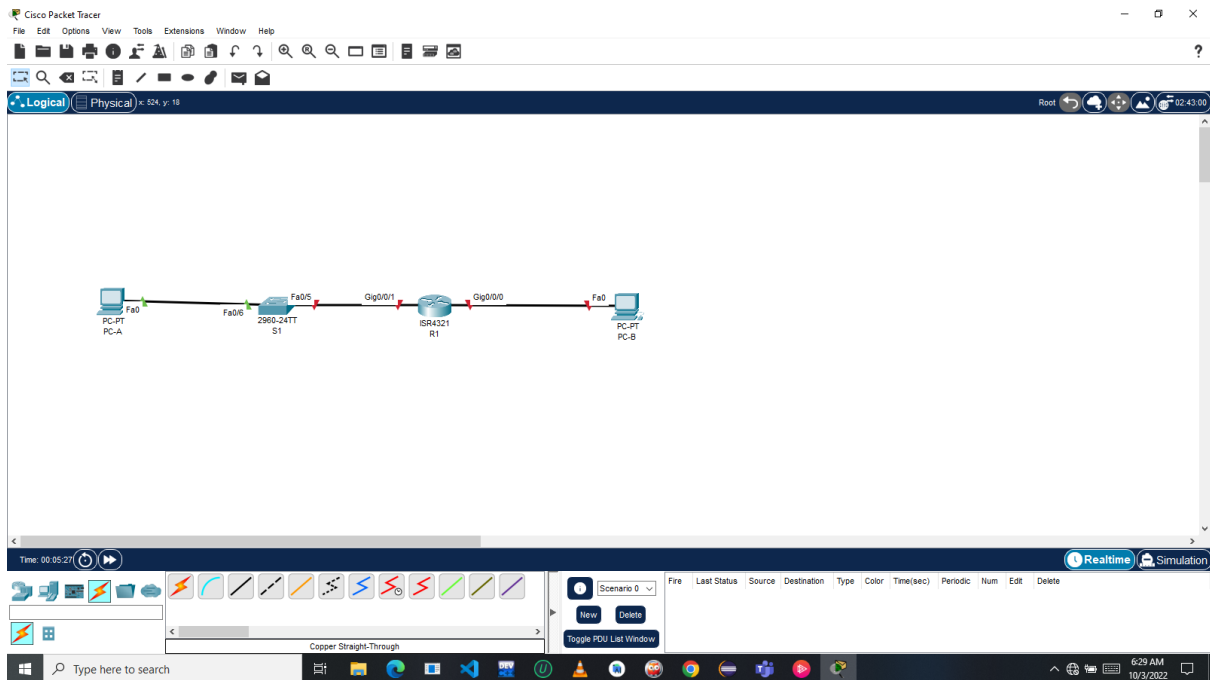 Cisco Packet Tracer
File Edit Options View Tools Extensions Window Help
?
Logical Physical x: 524, y: 18 Root 02:43:00
Fa0/5 Gig0/0/1 Gig0/0/0 Fa0
Fa0 Fa0/6
PC-PT 2960-24TT ISR4321 PC-PT
PC-A S1 R1 PC-B
Time: 00:05:27 Realtime Simulation
Scenario 0 Fire Last Status Source Destination Type Color Time(sec) Periodic Num Edit Delete
New Delete
Toggle PDU List Window
Copper Straight-Through
Type here to search DEV 6:29 AM
10/3/2022